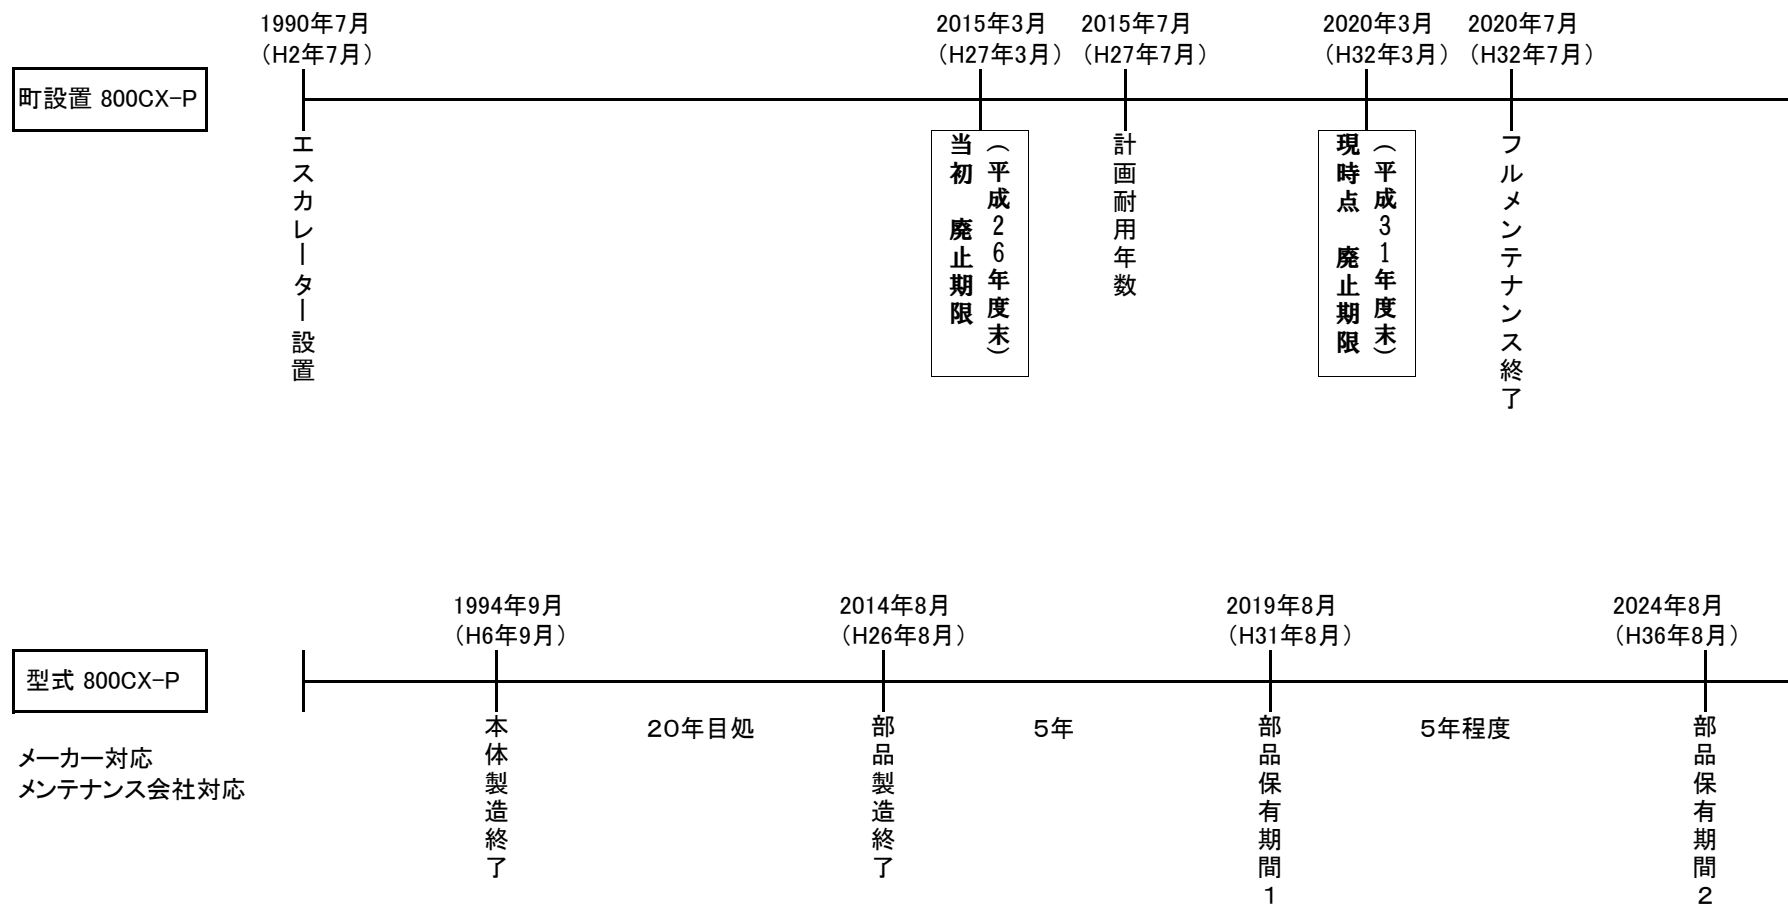 1990年7月
（H2年7月）
2015年3月
（H27年3月）
2015年7月
（H27年7月）
2020年3月
（H32年3月）
2020年7月
（H32年7月）
町設置 800CX-P
エスカレーター設置
（平成26年度末）
当初　廃止期限
計画耐用年数
（平成31年度末）
現時点　廃止期限
フルメンテナンス終了
1994年9月
（H6年9月）
2014年8月
（H26年8月）
2019年8月
（H31年8月）
2024年8月
（H36年8月）
型式 800CX-P
メーカー対応
メンテナンス会社対応
本体製造終了
20年目処
部品製造終了
5年
部品保有期間1
5年程度
部品保有期間2